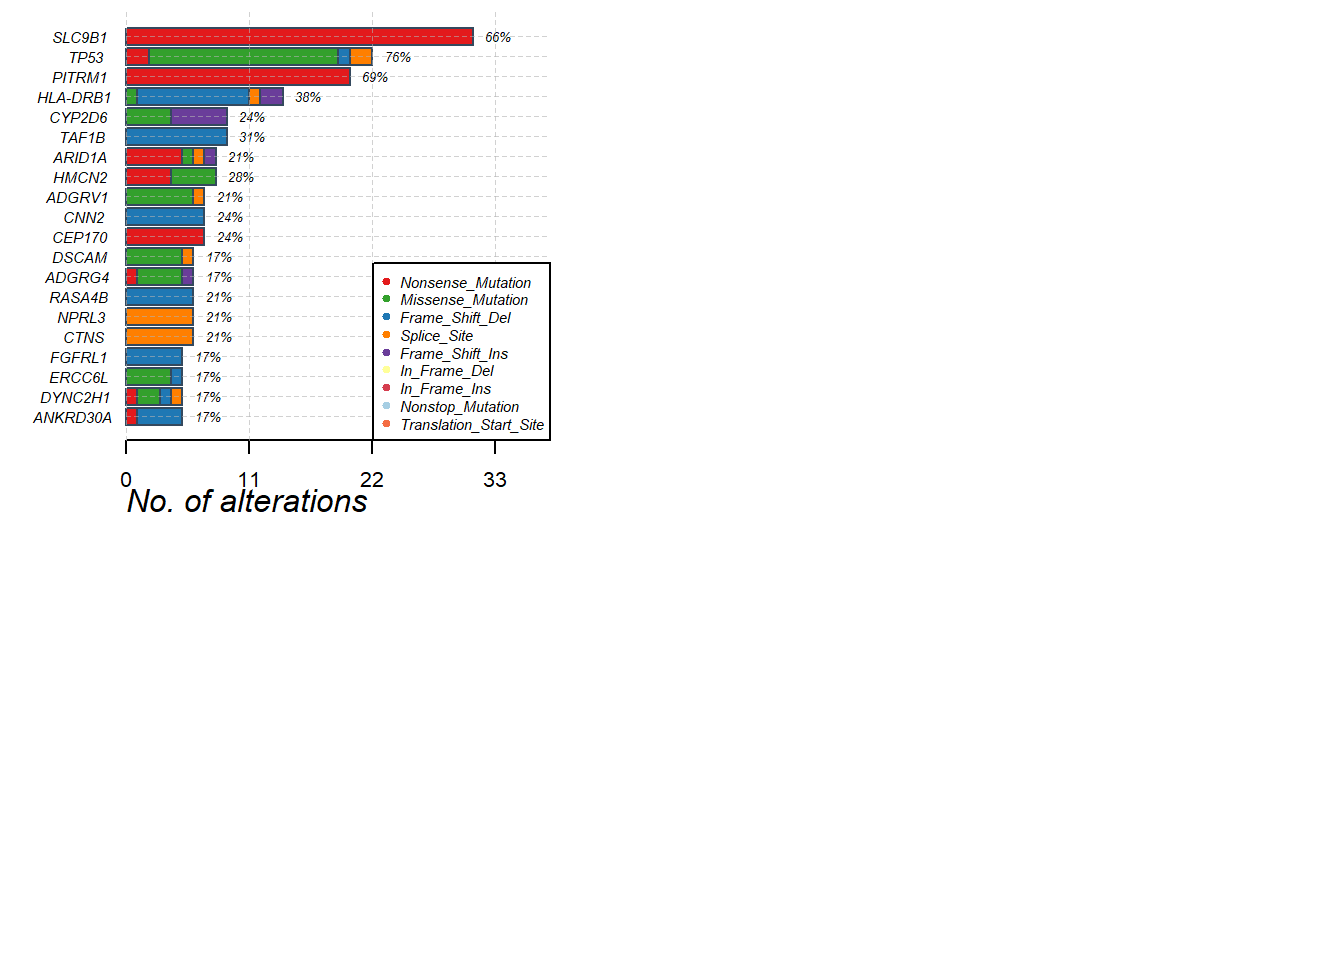 SLC9B1 66%
TP53 76%
PITRM1 69%
HLA-DRB1 38%
CYP2D6 24%
TAF1B 31%
ARID1A 21%
HMCN2 28%
ADGRV1 21%
CNN2 24%
CEP170 24%
DSCAM 17%
ADGRG4 17%
RASA4B 21%
NPRL3 21%
CTNS 21%
FGFRL1 17%
ERCC6L 17%
DYNC2H1 17%
ANKRD30A 17%
Nonsense_Mutation
Missense_Mutation
Frame_Shift_Del
Splice_Site
Frame_Shift_Ins
In_Frame_Del
In_Frame_Ins
Nonstop_Mutation
Translation_Start_Site
0 11 22 33
No. of alterations